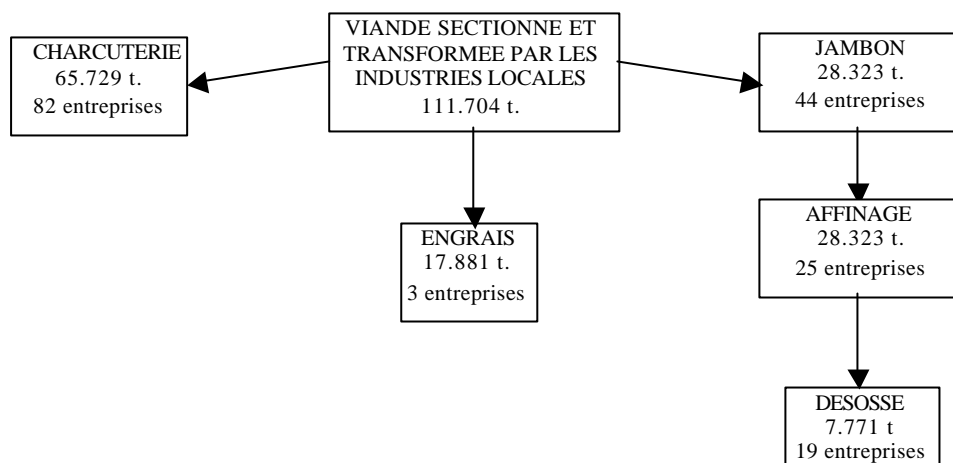 CHARCUTERIE
65.729 t.
82 entreprises
VIANDE SECTIONNE ET
TRANSFORMEE PAR LES
INDUSTRIES LOCALES
111.704 t.
JAMBON
28.323 t.
44 entreprises
ENGRAIS
17.881 t.
3 entreprises
AFFINAGE
28.323 t.
25 entreprises
DESOSSE
7.771 t
19 entreprises